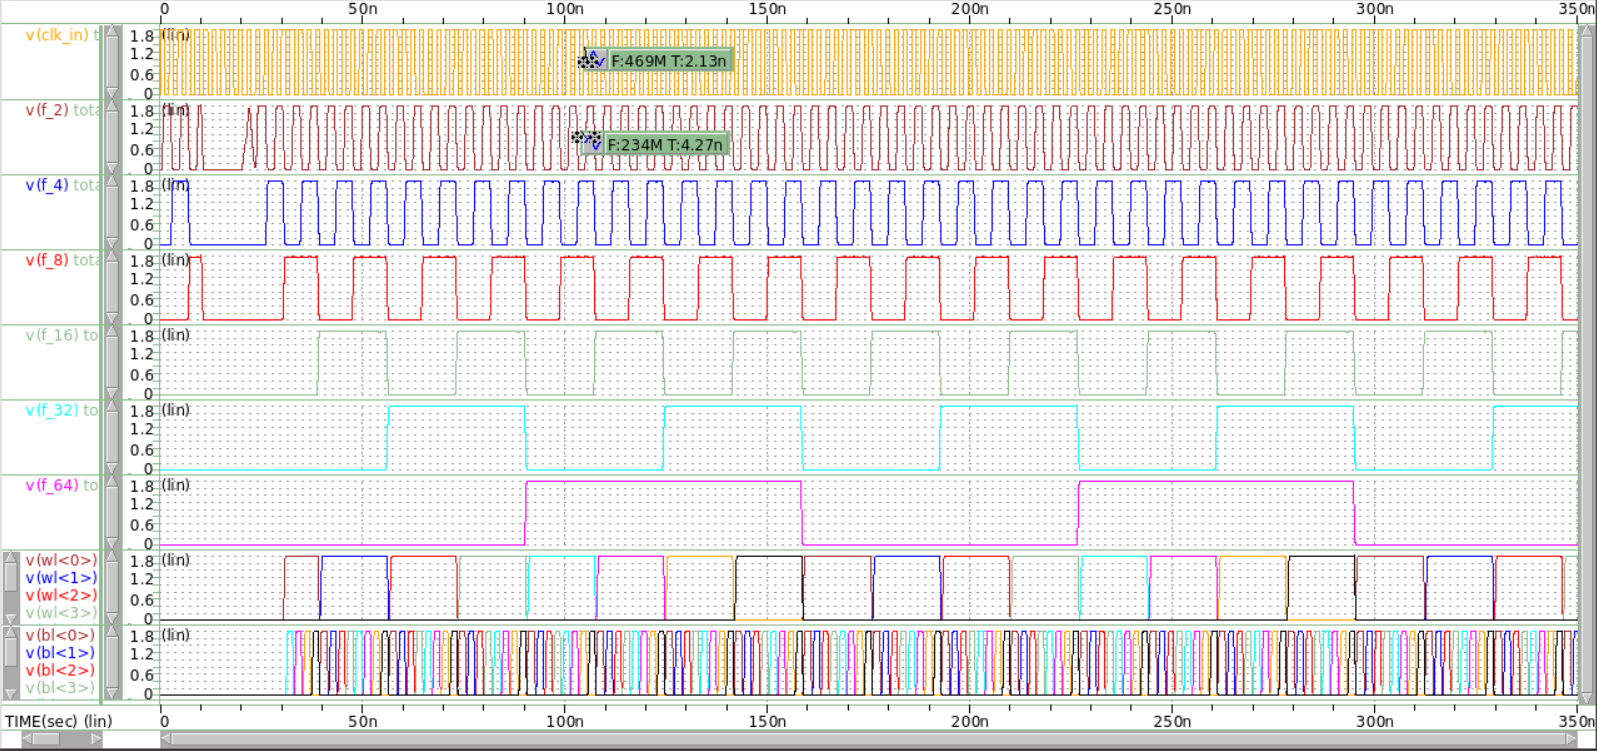 0 50n 100n 150n 200n 250n 300n 350n
v(clk_in) t 1.8 (lin)
1.2
F:469M T:2.13n
0.6
0
v(f_2) tota 1.8 (lin)
1.2
F:234M T:4.27n
0.6
0
v(f_4) tota 1.8 (lin)
1.2
0.6
0
v(f_8) tota 1.8 (lin)
1.2
0.6
0
v(f_16) to 1.8 (lin)
1.2
0.6
0
v(f_32) to 1.8 (lin)
1.2
0.6
0
v(f_64) to 1.8 (lin)
1.2
0.6
0
v(wl<0>) 1.8 (lin)
v(wl<1>) 1.2
v(wl<2>) 0.6
v(wl<3>) 0
v(bl<0>) 1.8 (lin)
v(bl<1>) 1.2
v(bl<2>) 0.6
v(bl<3>) 0
TIME(sec) (lin) 0 50n 100n 150n 200n 250n 300n 350n